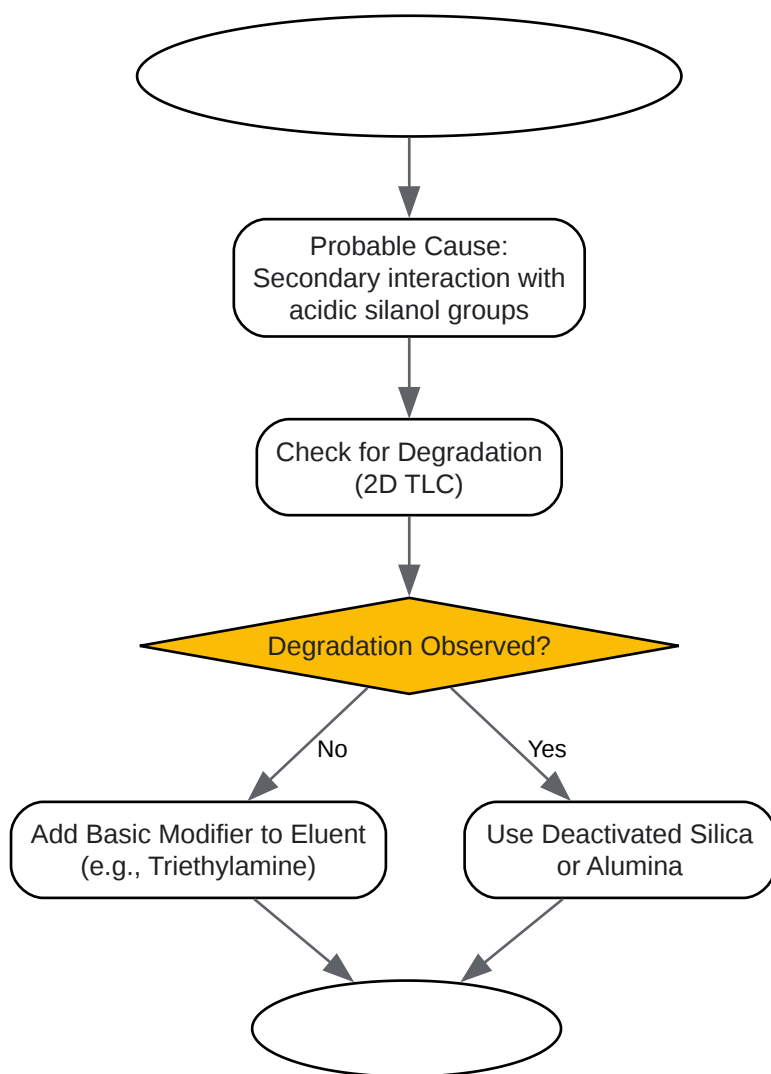 Probable Cause:
Secondary interaction with
acidic silanol groups
Check for Degradation
(2D TLC)
Degradation Observed?
No
Yes
Add Basic Modifier to Eluent
(e.g., Triethylamine)
Use Deactivated Silica
or Alumina